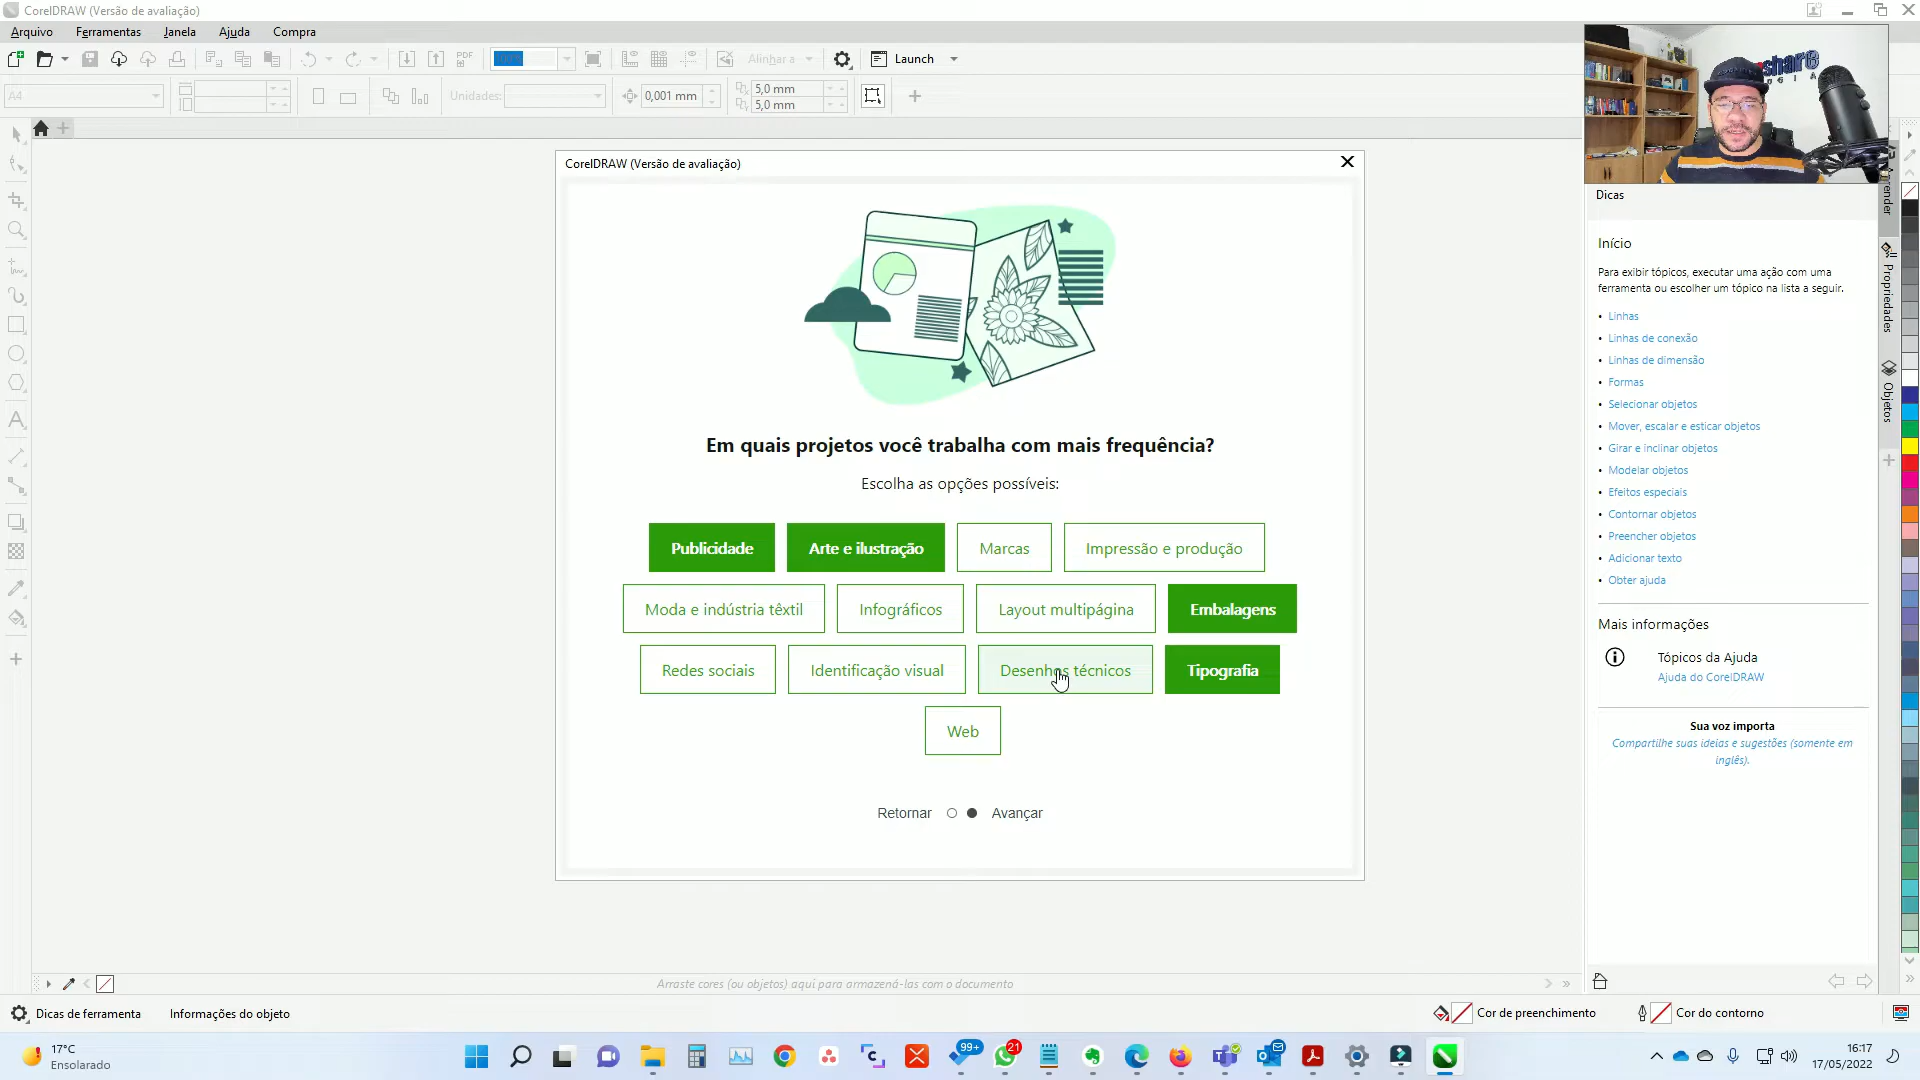 CorelDRAW (Versão de avaliação)
Arquivo Ferramentas Janela Ajuda Compra
PDF Alinhar a Launch
A4 Unidades: 0,001 mm 5,0 mm
5,0 mm
CorelDRAW (Versão de avaliação)
Em quais projetos você trabalha com mais frequência?
Escolha as opções possíveis:
Publicidade Arte e ilustração Marcas Impressão e produção
Moda e indústria têxtil Infográficos Layout multipágina Embalagens
Redes sociais Identificação visual Desenhos técnicos Tipografia
Web
Retornar Avançar
share
Dicas
Início
Para exibir tópicos, executar uma ação com uma
ferramenta ou escolher um tópico na lista a seguir.
• Linhas
• Linhas de conexão
• Linhas de dimensão
• Formas
• Selecionar objetos
• Mover, escalar e esticar objetos
• Girar e inclinar objetos
• Modelar objetos
• Efeitos especiais
• Contornar objetos
• Preencher objetos
• Adicionar texto
• Obter ajuda
Mais informações
Tópicos da Ajuda
Ajuda do CorelDRAW
Sua voz importa
Compartilhe suas ideias e sugestões (somente em
inglês).
Propriedades
Objetos
Arraste cores (ou objetos) aqui para armazená-las com o documento
Dicas de ferramenta Informações do objeto Cor de preenchimento Cor do contorno
17°C
Ensolarado
99+ 21
16:17
17/05/2022